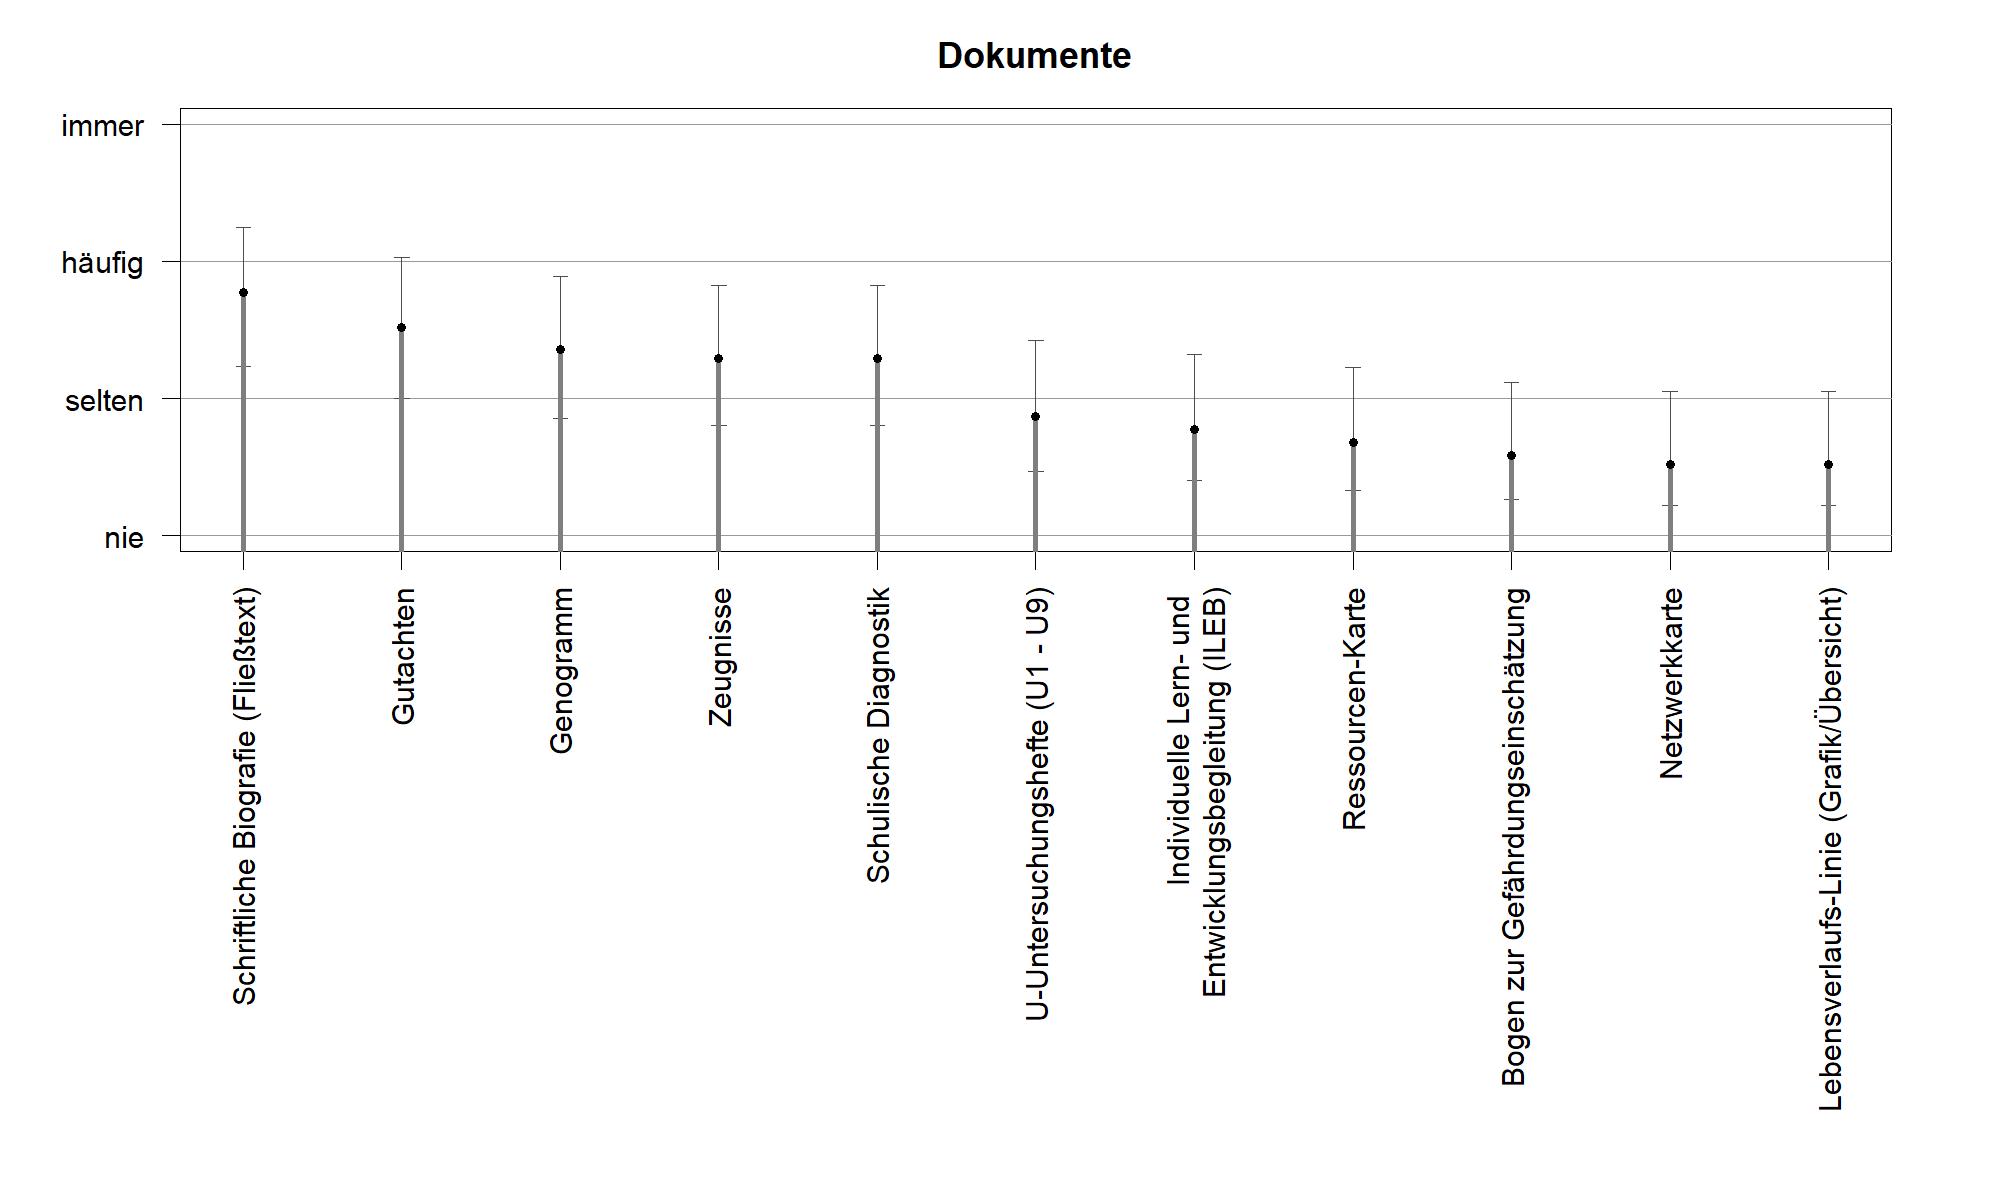 Dokumente
immer
häufig
selten
nie
Schriftliche Biografie (Fließtext)
Gutachten
Genogramm
Zeugnisse
Schulische Diagnostik
U-Untersuchungshefte (U1 - U9)
Individuelle Lern- und
Entwicklungsbegleitung (ILEB)
Ressourcen-Karte
Bogen zur Gefährdungseinschätzung
Netzwerkkarte
Lebensverlaufs-Linie (Grafik/Übersicht)